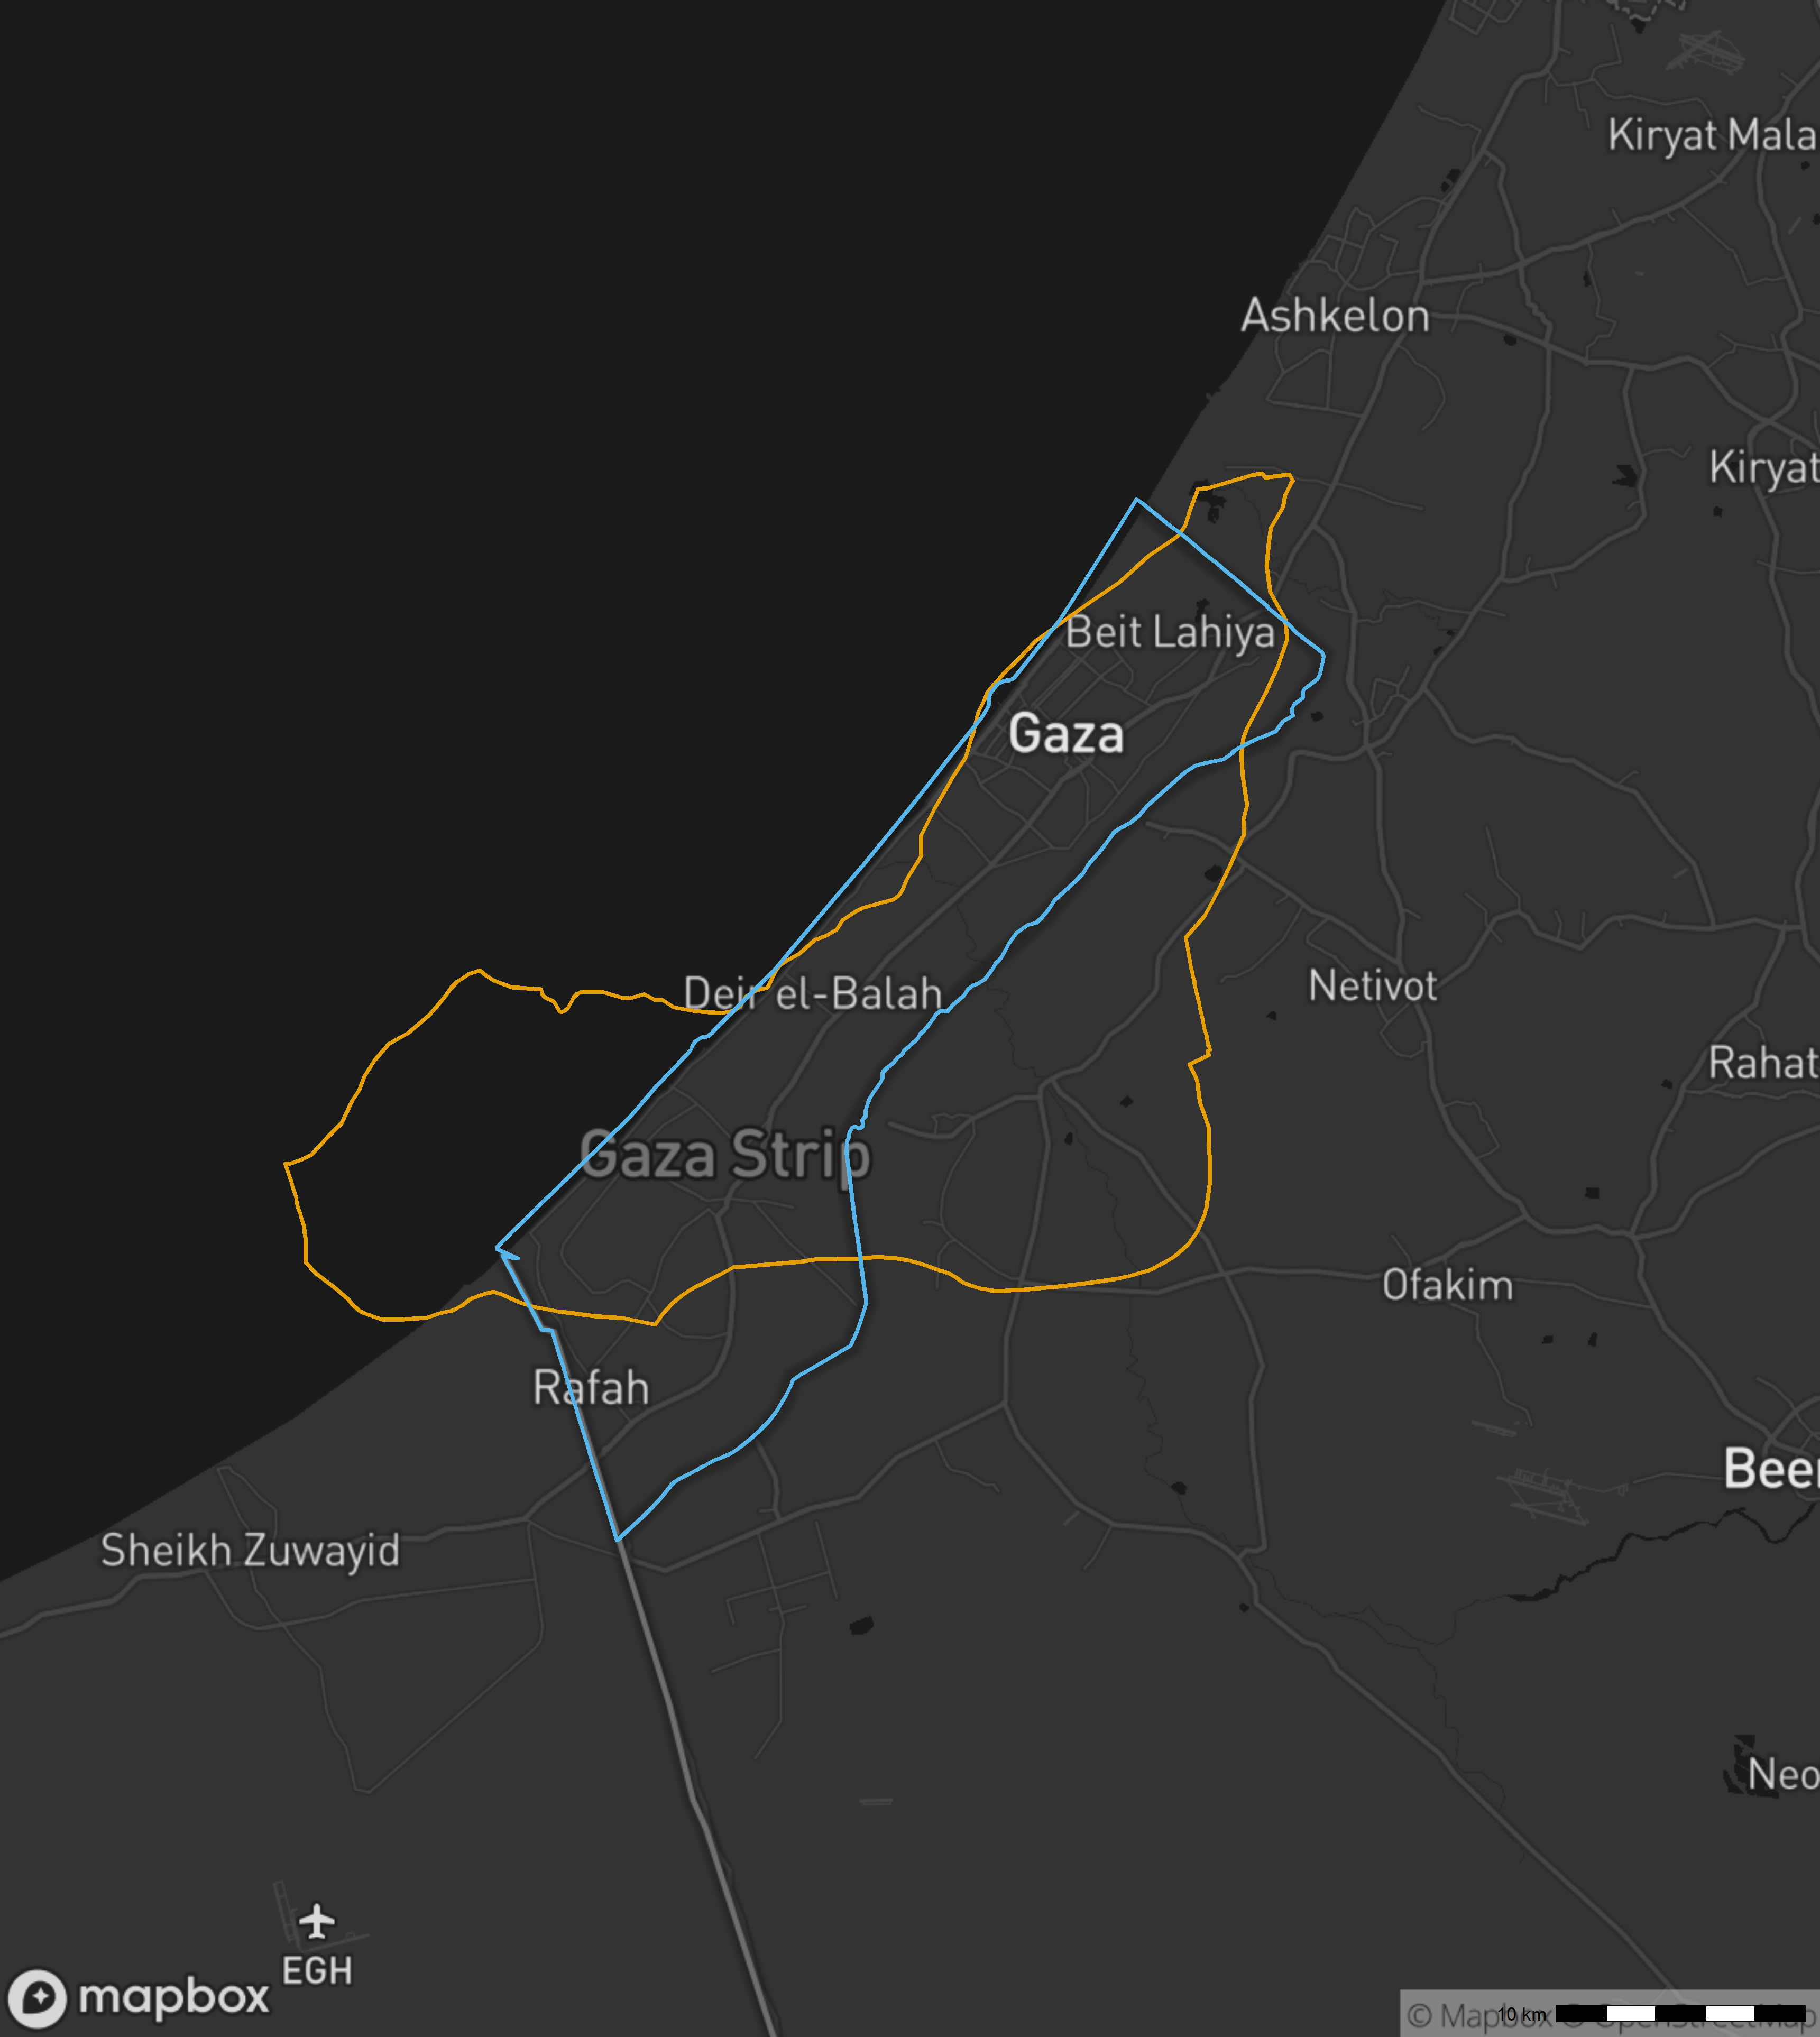 Kiryat Mala
Ashkelon
Kiryat
Beit Lahiya
Gaza
Deir el-Balah
Netivot
Rahat
Gaza Strip
Ofakim
Rafah
Beer
Sheikh Zuwayid
Neo
EGH
mapbox
© Mapbox © OpenStreetMap
10 km